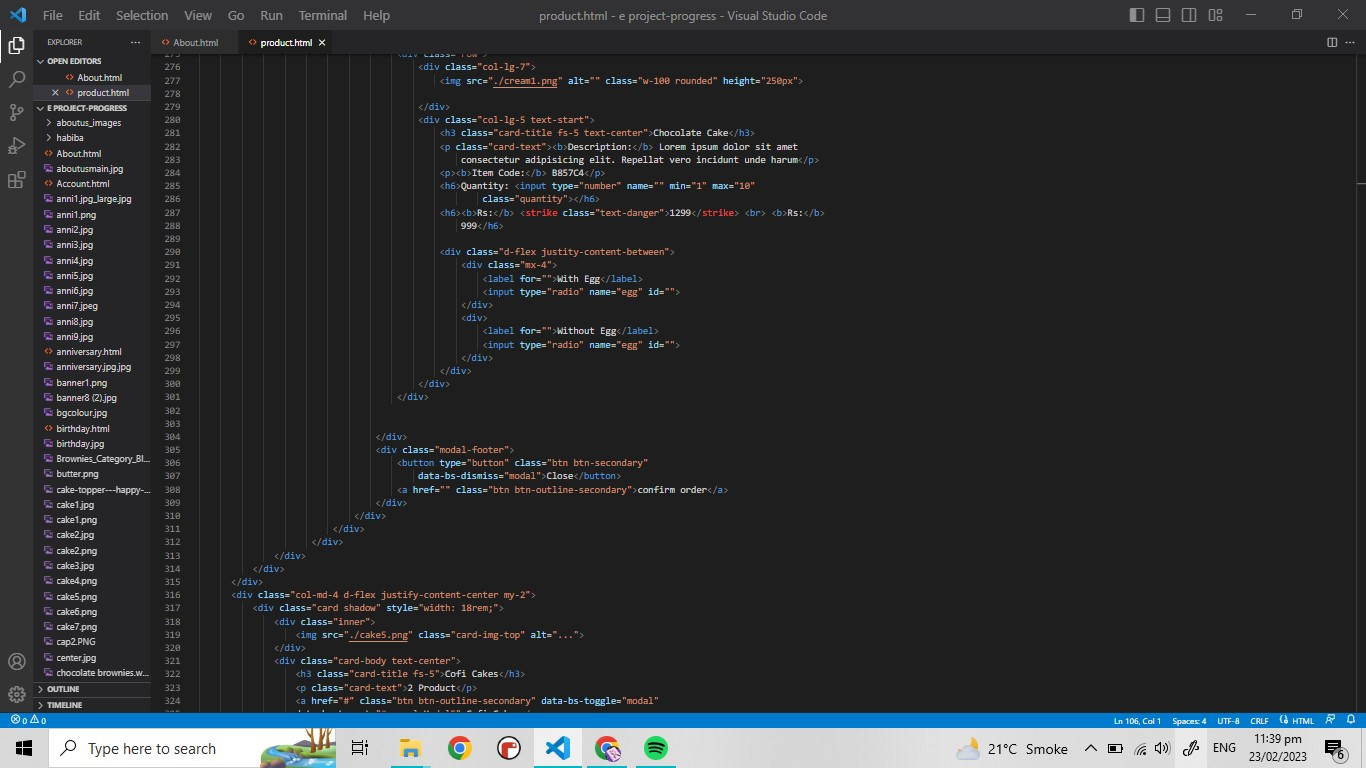 File Edit Selection View Go Run Terminal Help product.html - e project-progress - Visual Studio Code
EXPLORER
OPEN EDITORS
About.html
product.html
E PROJECT-PROGRESS
aboutus_images
habiba
About.html
aboutusmain.jpg
Account.html
anni1.jpg_large.jpg
anni1.png
anni2.jpg
anni3.jpg
anni4.jpg
anni5.jpg
anni6.jpg
anni7.jpeg
anni8.jpg
anni9.jpg
anniversary.html
anniversary.jpg.jpg
banner1.png
banner8 (2).jpg
bgcolour.jpg
birthday.html
birthday.jpg
Brownies_Category_Bl...
butter.png
cake-topper---happy-...
cake1.jpg
cake1.png
cake2.jpg
cake2.png
cake3.jpg
cake4.png
cake5.png
cake6.png
cake7.png
cap2.PNG
center.jpg
chocolate brownies.w...
OUTLINE
TIMELINE
About.html product.html
275 <div class="row">
276 <div class="col-lg-7">
277 <img src="./cream1.png" alt="" class="w-100 rounded" height="250px">
278
279 </div>
280 <div class="col-lg-5 text-start">
281 <h3 class="card-title fs-5 text-center">Chocolate Cake</h3>
282 <p class="card-text"><b>Description:</b> Lorem ipsum dolor sit amet
283 consectetur adipisicing elit. Repellat vero incidunt unde harum</p>
284 <p><b>Item Code:</b> B857C4</p>
285 <h6>Quantity: <input type="number" name="" min="1" max="10"
286 class="quantity"></h6>
287 <h6><b>Rs:</b> <strike class="text-danger">1299</strike> <br> <b>Rs:</b>
288 999</h6>
289
290 <div class="d-flex justity-content-between">
291 <div class="mx-4">
292 <label for="">With Egg</label>
293 <input type="radio" name="egg" id="">
294 </div>
295 <div>
296 <label for="">Without Egg</label>
297 <input type="radio" name="egg" id="">
298 </div>
299 </div>
300 </div>
301 </div>
302
303
304 </div>
305 <div class="modal-footer">
306 <button type="button" class="btn btn-secondary"
307 data-bs-dismiss="modal">Close</button>
308 <a href="" class="btn btn-outline-secondary">confirm order</a>
309 </div>
310 </div>
311 </div>
312 </div>
313 </div>
314 </div>
315 </div>
316 <div class="col-md-4 d-flex justify-content-center my-2">
317 <div class="card shadow" style="width: 18rem;">
318 <div class="inner">
319 <img src="./cake5.png" class="card-img-top" alt="...">
320 </div>
321 <div class="card-body text-center">
322 <h3 class="card-title fs-5">Cofi Cakes</h3>
323 <p class="card-text">2 Product</p>
324 <a href="#" class="btn btn-outline-secondary" data-bs-toggle="modal"
0 0 Ln 106, Col 1 Spaces: 4 UTF-8 CRLF HTML
Type here to search 21°C Smoke ENG 11:39 pm
23/02/2023
6